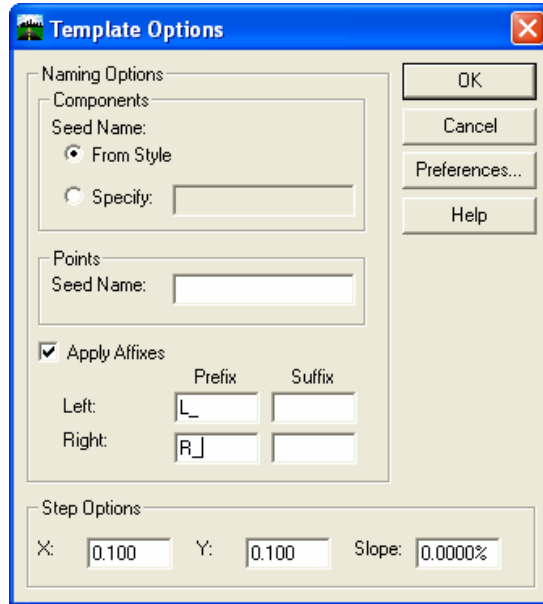 Template Options
Naming Options
Components
Seed Name:
From Style
Specify:
Points
Seed Name:
Apply Affixes
Prefix Suffix
Left: L_
Right: R_
Step Options
X: 0.100 Y: 0.100 Slope: 0.0000%
OK
Cancel
Preferences...
Help